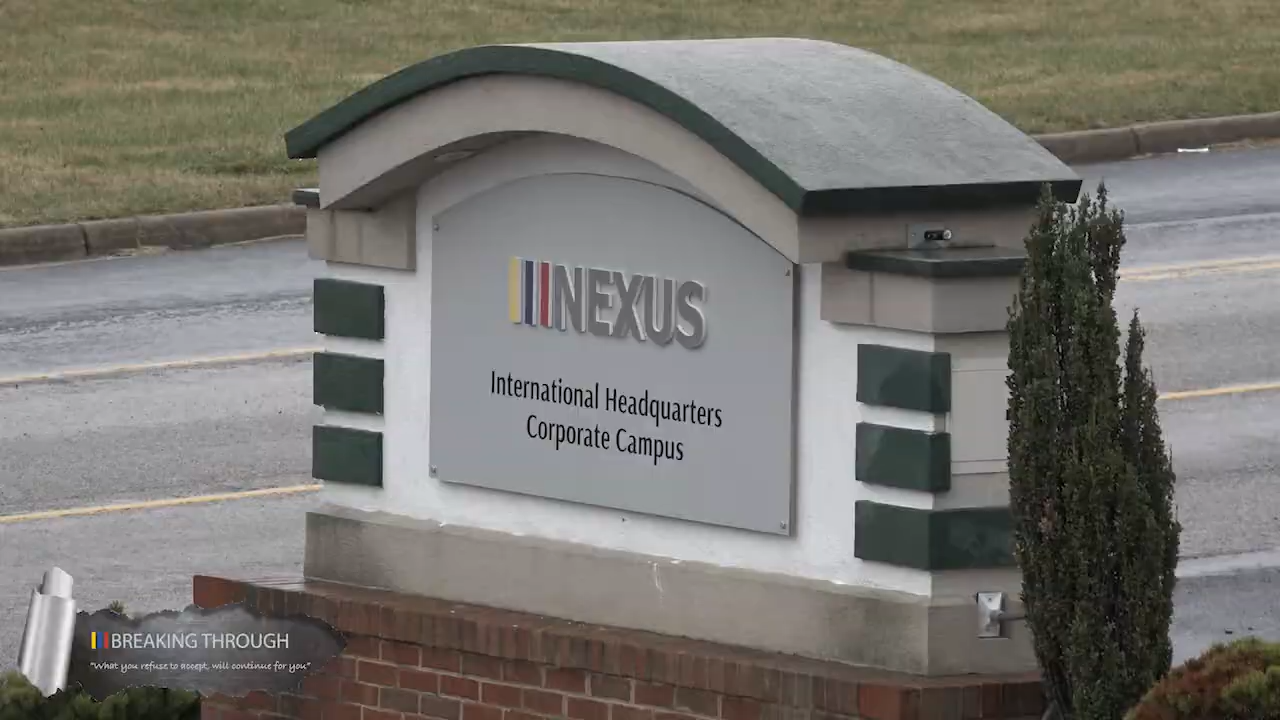 NEXUS
International Headquarters
Corporate Campus
BREAKING THROUGH
"What you refuse to accept, will continue for you"